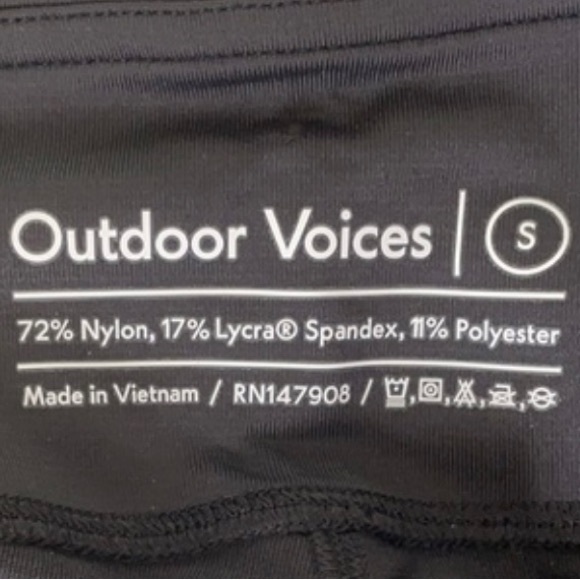 Outdoor Voices | S
72% Nylon, 17% Lycra® Spandex, 11% Polyester
Made in Vietnam / RN147908 /